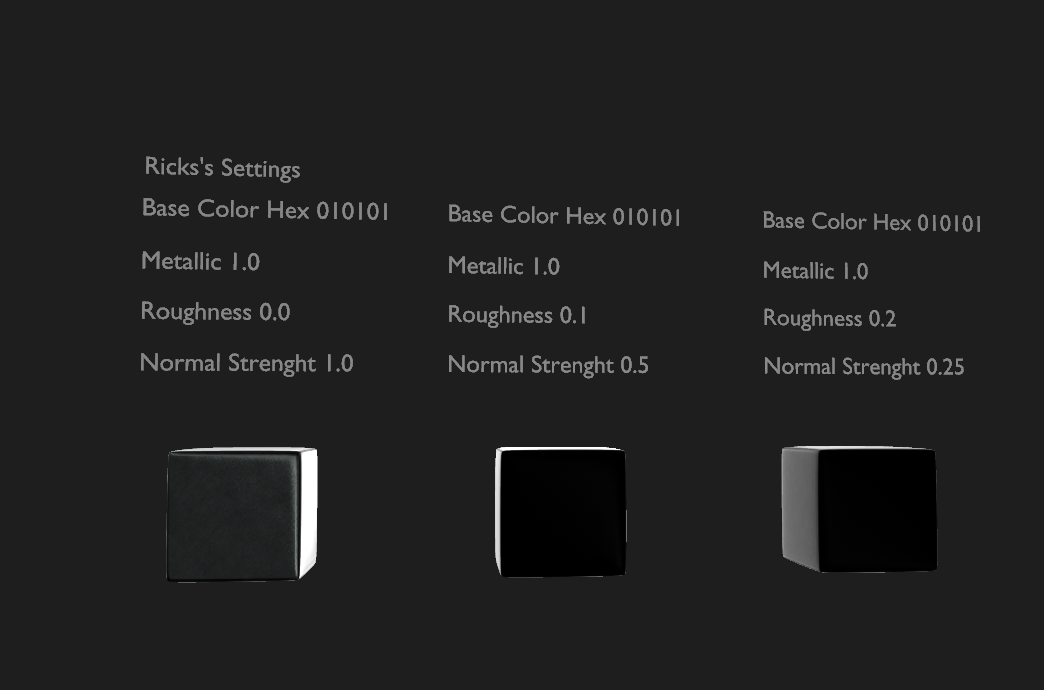 Ricks's Settings
Base Color Hex 010101
Metallic 1.0
Roughness 0.0
Normal Strenght 1.0
Base Color Hex 010101
Metallic 1.0
Roughness 0.1
Normal Strenght 0.5
Base Color Hex 010101
Metallic 1.0
Roughness 0.2
Normal Strenght 0.25